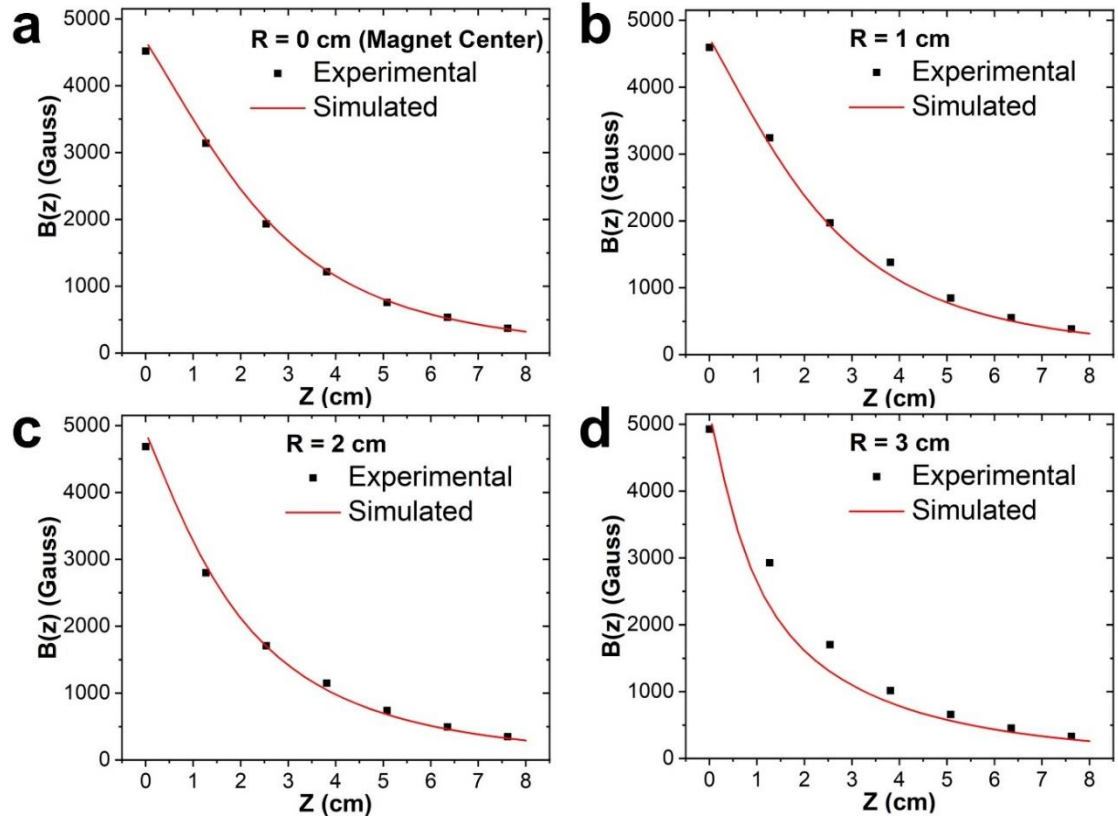 a
R = 0 cm (Magnet Center)
Experimental
Simulated
B(z) (Gauss)
5000
4000
3000
2000
1000
0
0 1 2 3 4 5 6 7 8
Z (cm)
b
R = 1 cm
Experimental
Simulated
B(z) (Gauss)
5000
4000
3000
2000
1000
0
0 1 2 3 4 5 6 7 8
Z (cm)
c
R = 2 cm
Experimental
Simulated
B(z) (Gauss)
5000
4000
3000
2000
1000
0
0 1 2 3 4 5 6 7 8
Z (cm)
d
R = 3 cm
Experimental
Simulated
B(z) (Gauss)
5000
4000
3000
2000
1000
0
0 1 2 3 4 5 6 7 8
Z (cm)